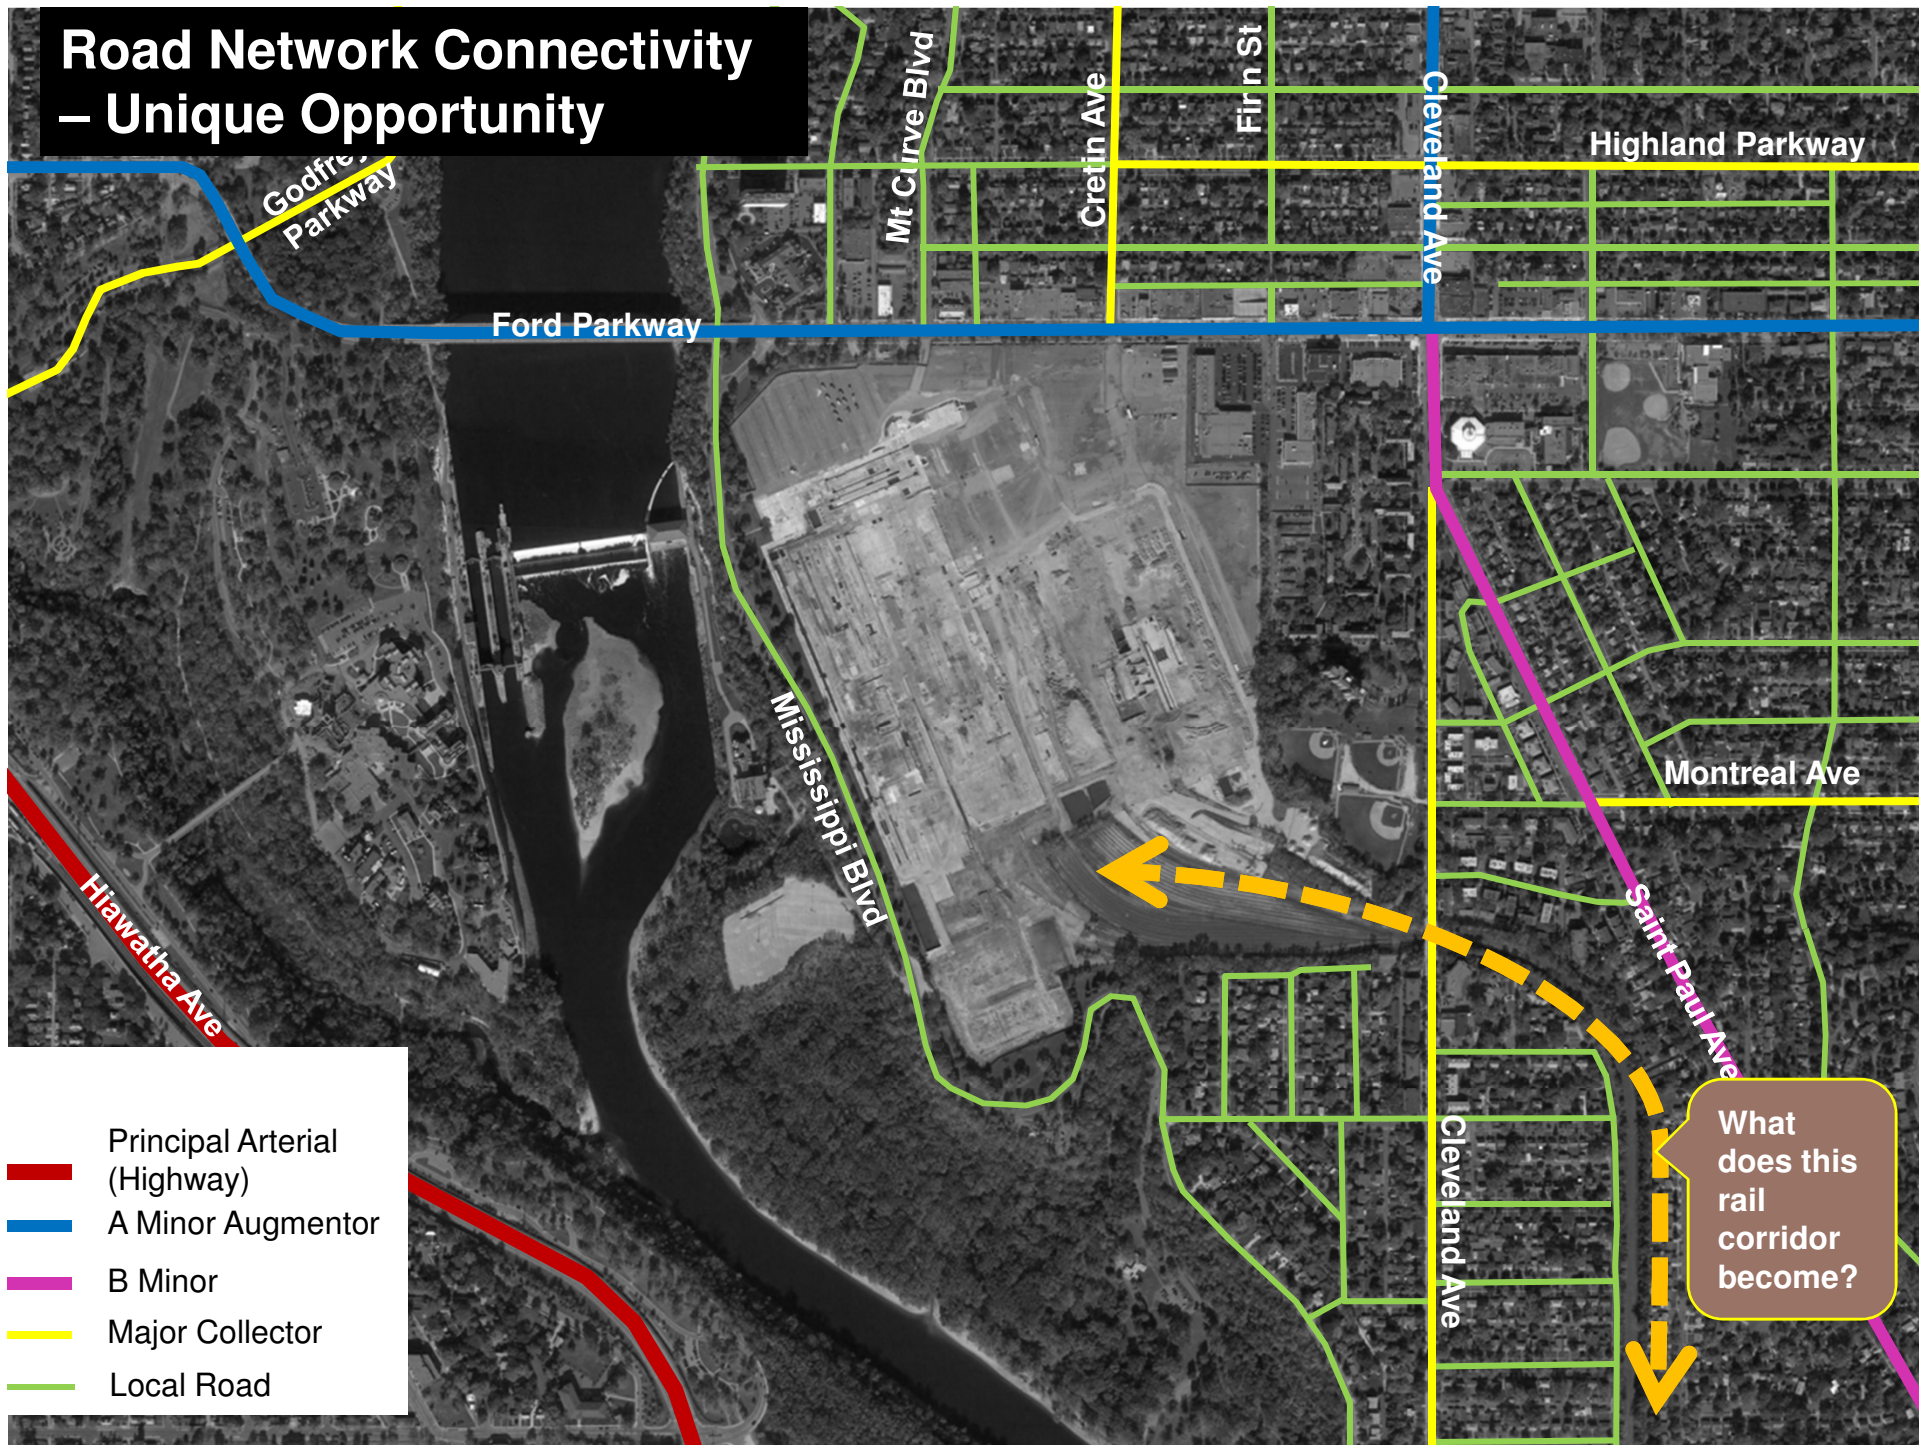 Road Network Connectivity
– Unique Opportunity
Godfrey
Parkway
Mt Curve Blvd
Cretin Ave
Fir n St
Cleveland Ave
Highland Parkway
Ford Parkway
Mississippi Blvd
Montreal Ave
Hiawatha Ave
Saint Paul Ave
Cleveland Ave
What
does this
rail
corridor
become?
Principal Arterial
(Highway)
A Minor Augmentor
B Minor
Major Collector
Local Road